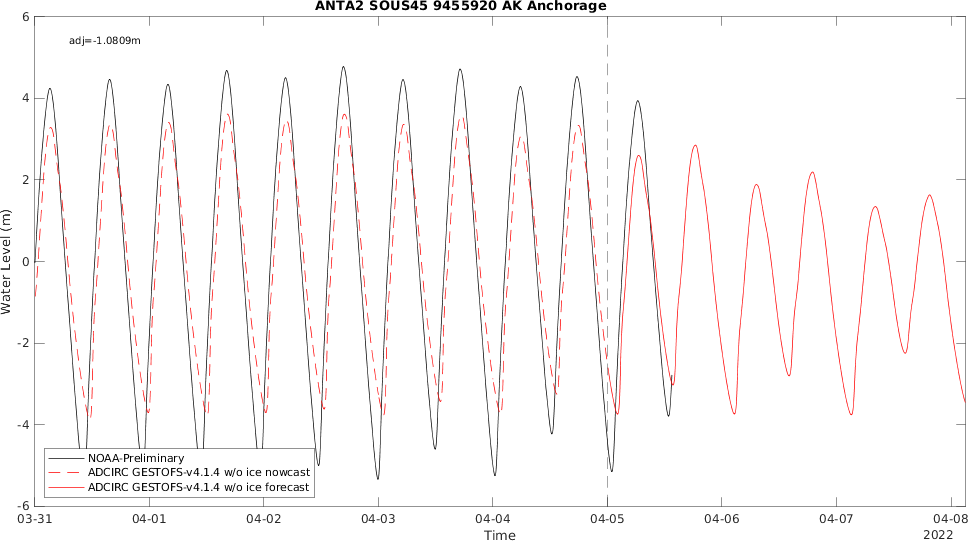 ANTA2 SOUS45 9455920 AK Anchorage
6
adj=-1.0809m
4
2
0
-2
-4
-6
Water Level (m)
NOAA-Preliminary
ADCIRC GESTOFS-v4.1.4 w/o ice nowcast
ADCIRC GESTOFS-v4.1.4 w/o ice forecast
03-31 04-01 04-02 04-03 04-04 04-05 04-06 04-07 04-08
Time
2022